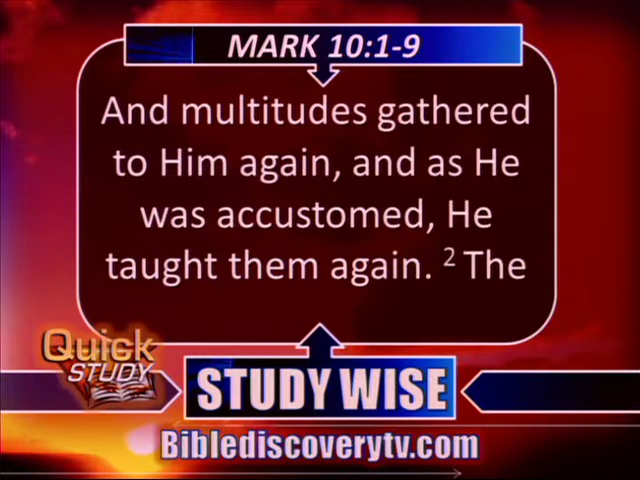 MARK 10:1-9
And multitudes gathered
to Him again, and as He
was accustomed, He
taught them again. ² The
Quick
STUDY
STUDY WISE
Biblediscoverytv.com